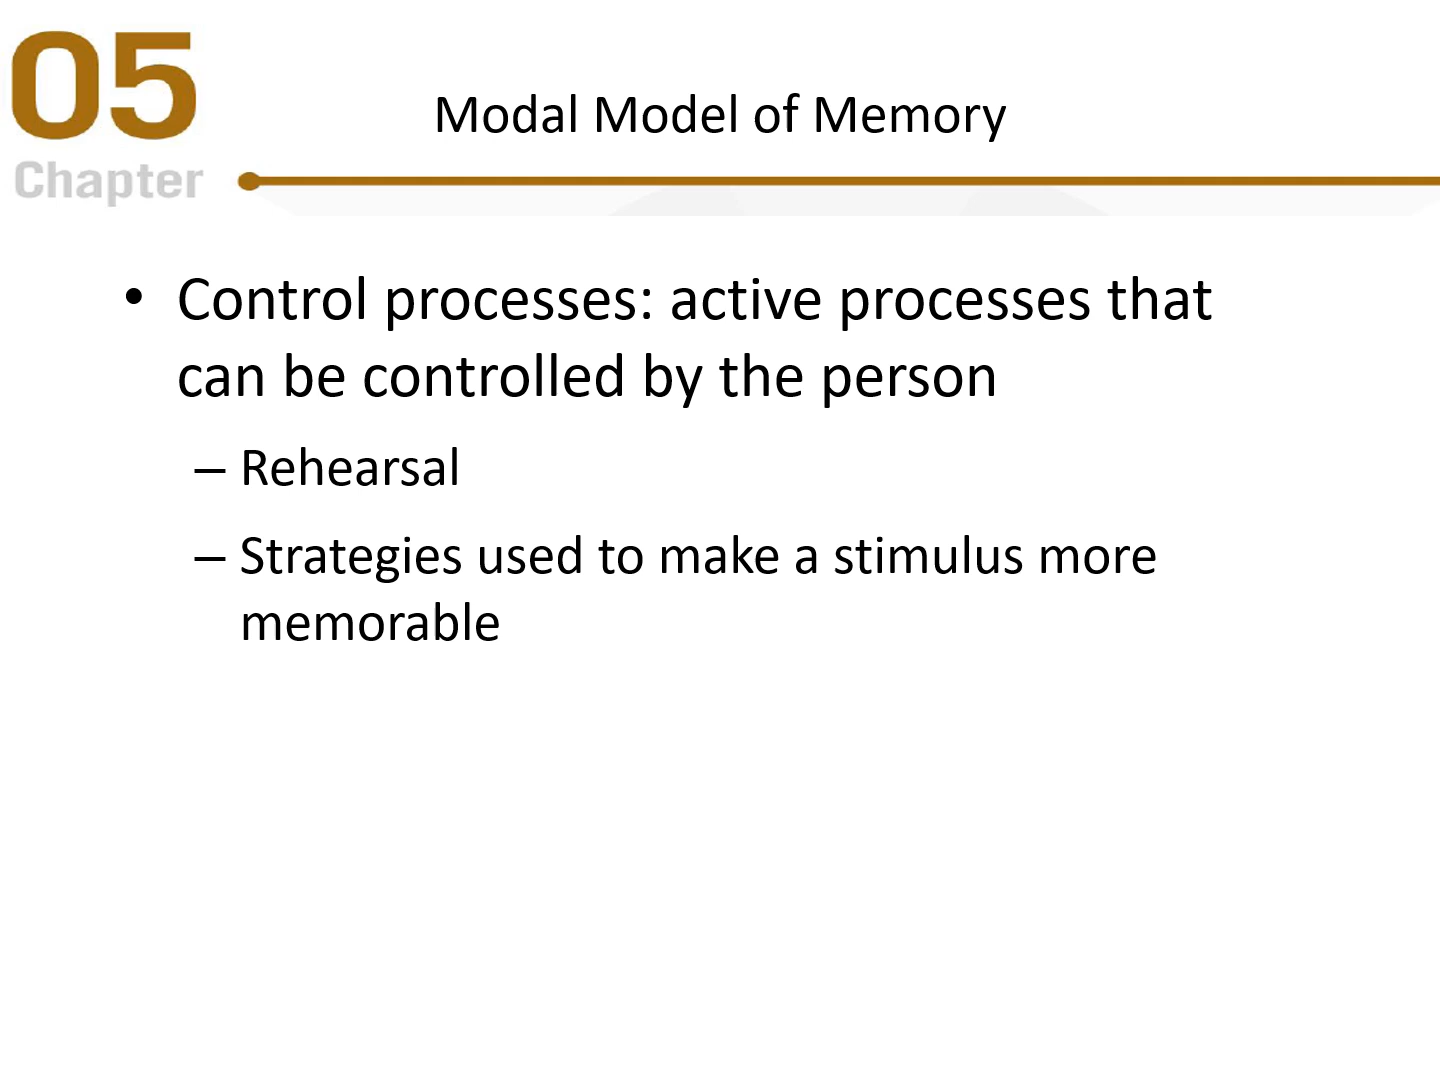 05
Chapter
Modal Model of Memory
• Control processes: active processes that
can be controlled by the person
– Rehearsal
– Strategies used to make a stimulus more
memorable